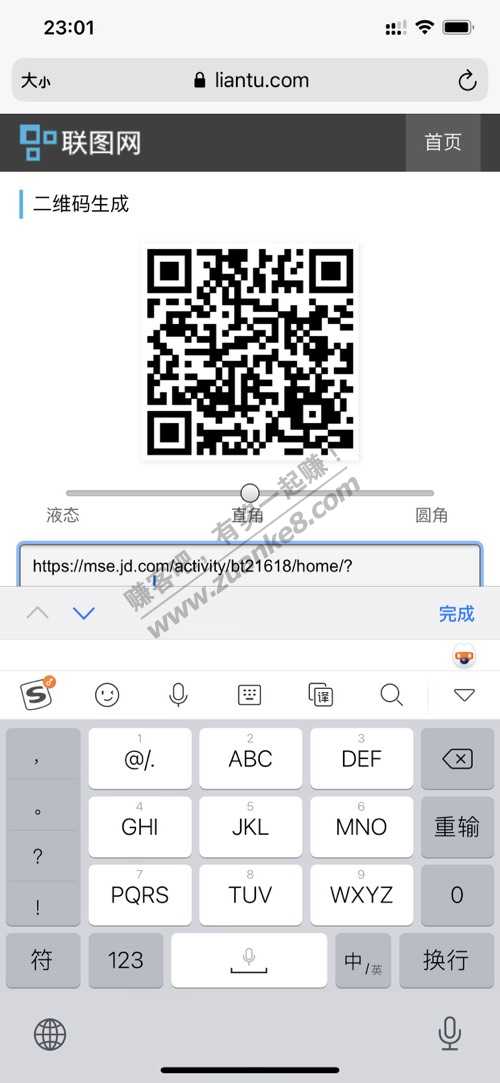 23:01
大小
liantu.com
联图网
首页
二维码生成
液态
直角
圆角
https://mse.jd.com/activity/bt21618/home/?
赚客吧，有奖一起赚！
www.zuanke8.com
完成
S
译
，
1
@/.
2
ABC
3
DEF
。
4
GHI
5
JKL
6
MNO
重输
？
7
PQRS
8
TUV
9
WXYZ
0
！
符
123
中/英
换行